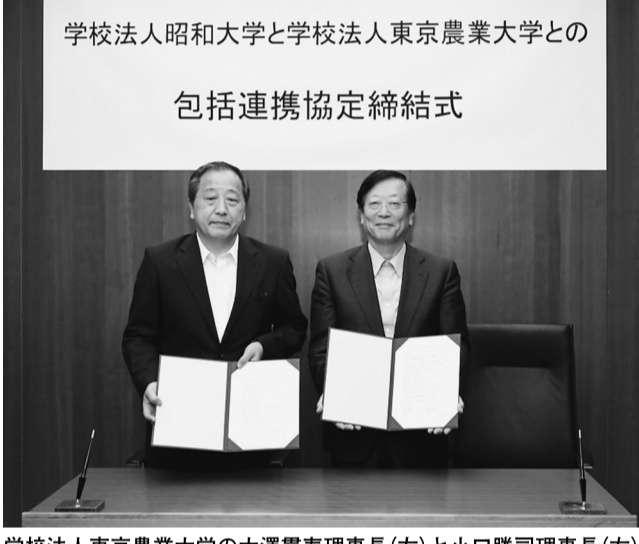 学校法人昭和大学と学校法人東京農業大学との
包括連携協定締結式
学校法人東京農業大学の大澤貫寿理事長(左)と小口勝司理事長(右)